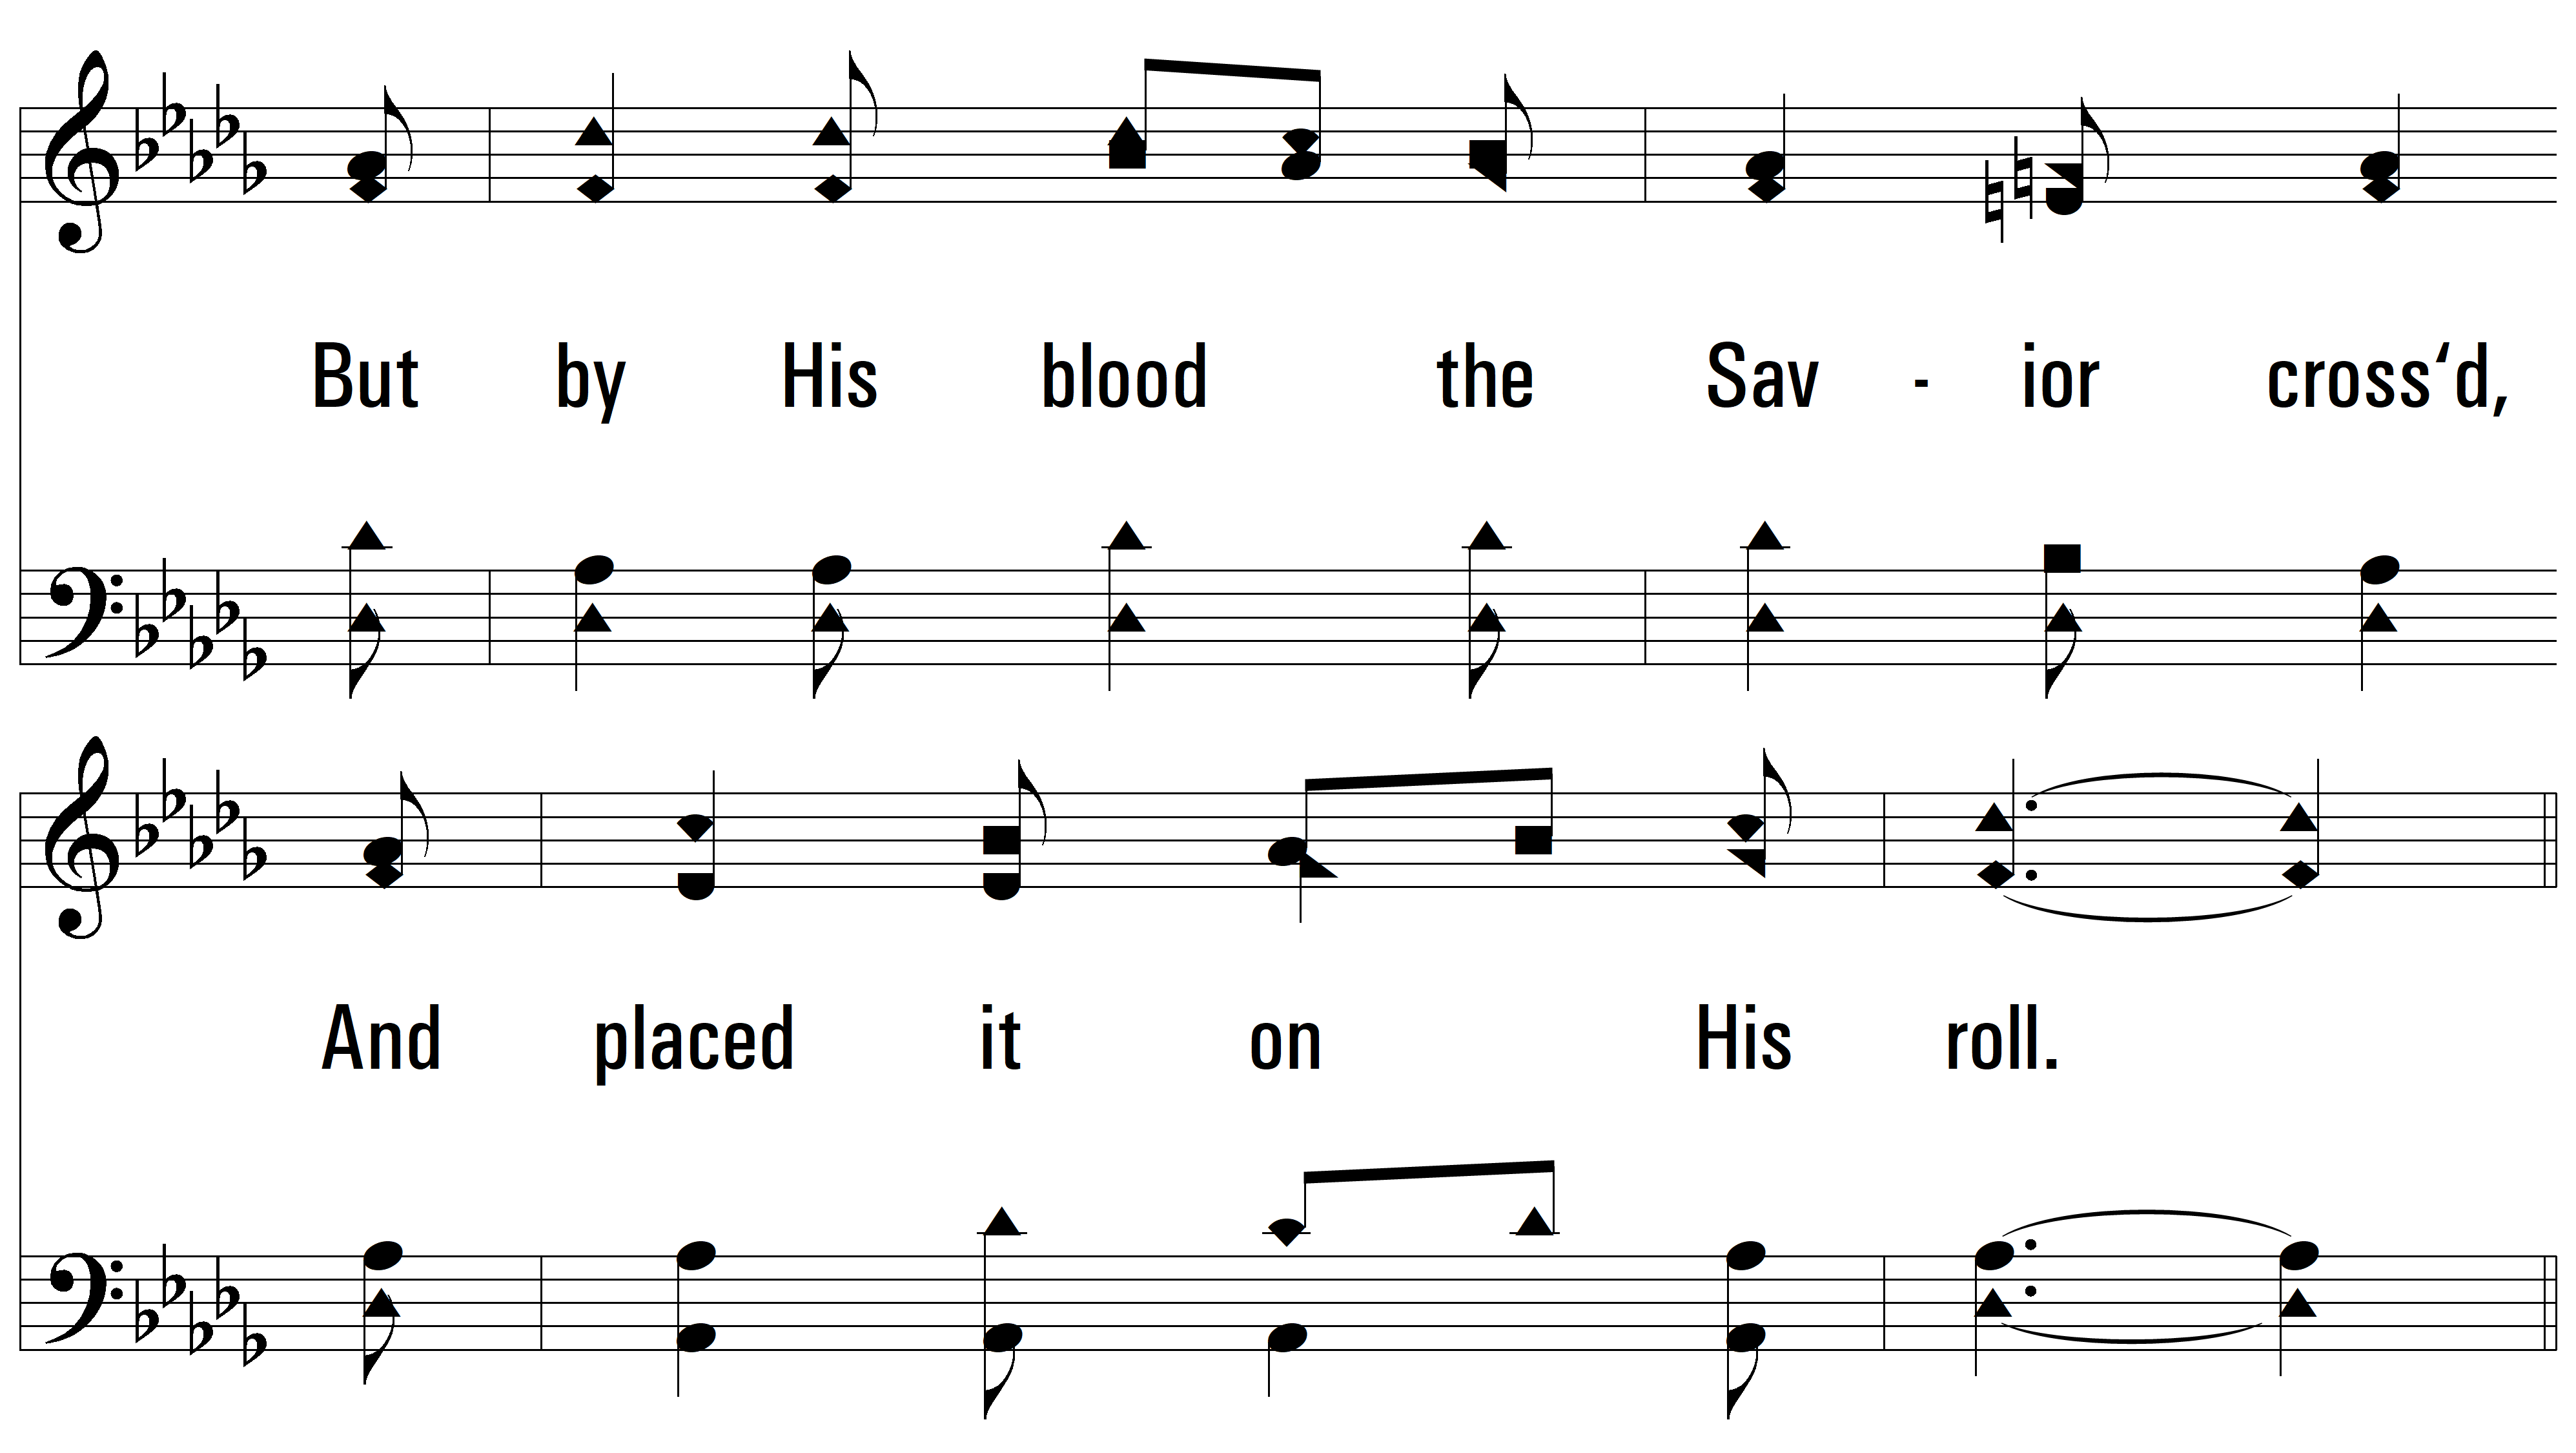 But by His blood the Sav - ior cross‘d,
And placed it on His roll.